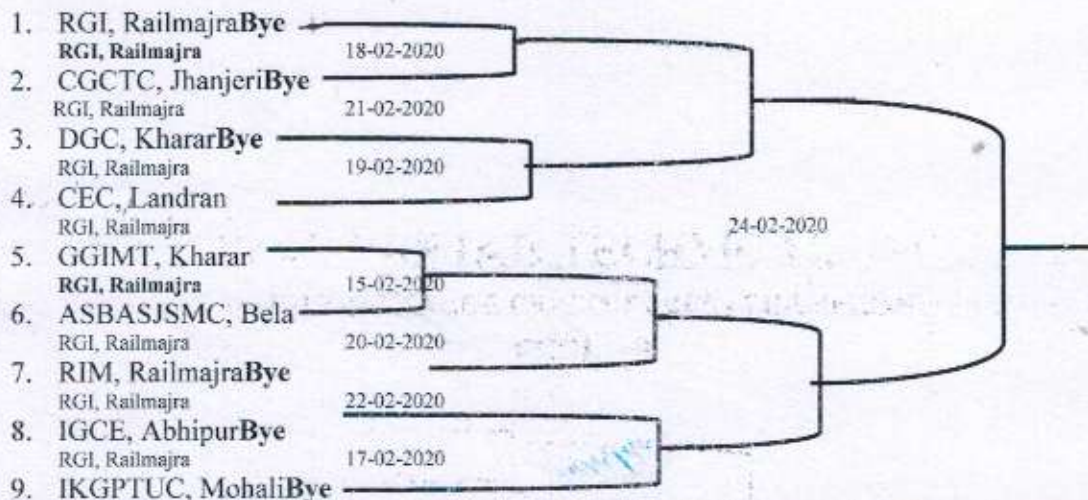 1. RGI, RailmajraBye
RGI, Railmajra 18-02-2020
2. CGCTC, JhanjeriBye
RGI, Railmajra 21-02-2020
3. DGC, KhararBye
RGI, Railmajra 19-02-2020
4. CEC, Landran
RGI, Railmajra 24-02-2020
5. GGIMT, Kharar
RGI, Railmajra 15-02-2020
6. ASBASJSMC, Bela
RGI, Railmajra 20-02-2020
7. RIM, RailmajraBye
RGI, Railmajra 22-02-2020
8. IGCE, AbhipurBye
RGI, Railmajra 17-02-2020
9. IKGPTUC, MohaliBye